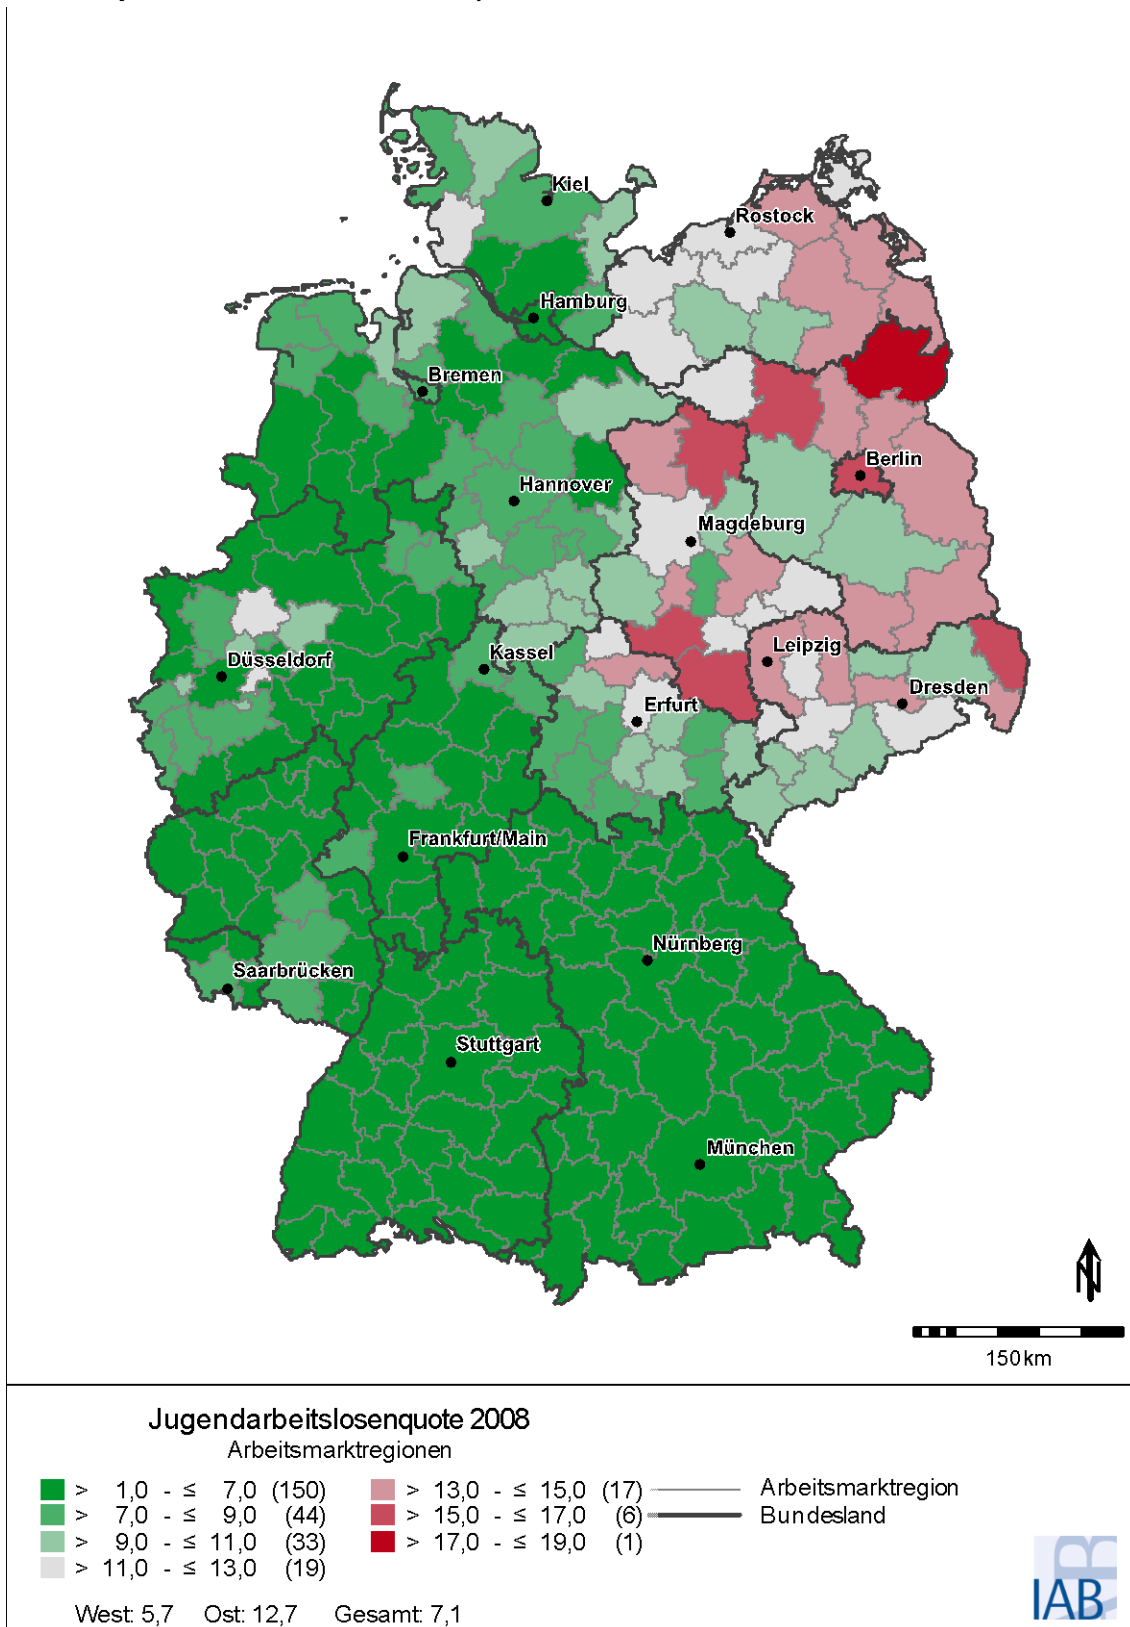 Kiel
Rostock
Hamburg
Bremen
Berlin
Hannover
Magdeburg
Düsseldorf
Kassel
Leipzig
Dresden
Erfurt
Frankfurt/Main
Nürnberg
Saarbrücken
Stuttgart
München
N
150km
Jugendarbeitslosenquote 2008
Arbeitsmarktregionen
> 1,0 - ≤ 7,0 (150)
> 7,0 - ≤ 9,0 (44)
> 9,0 - ≤ 11,0 (33)
> 11,0 - ≤ 13,0 (19)
> 13,0 - ≤ 15,0 (17)
> 15,0 - ≤ 17,0 (6)
> 17,0 - ≤ 19,0 (1)
Arbeitsmarktregion
Bundesland
West: 5,7 Ost: 12,7 Gesamt: 7,1
IAB